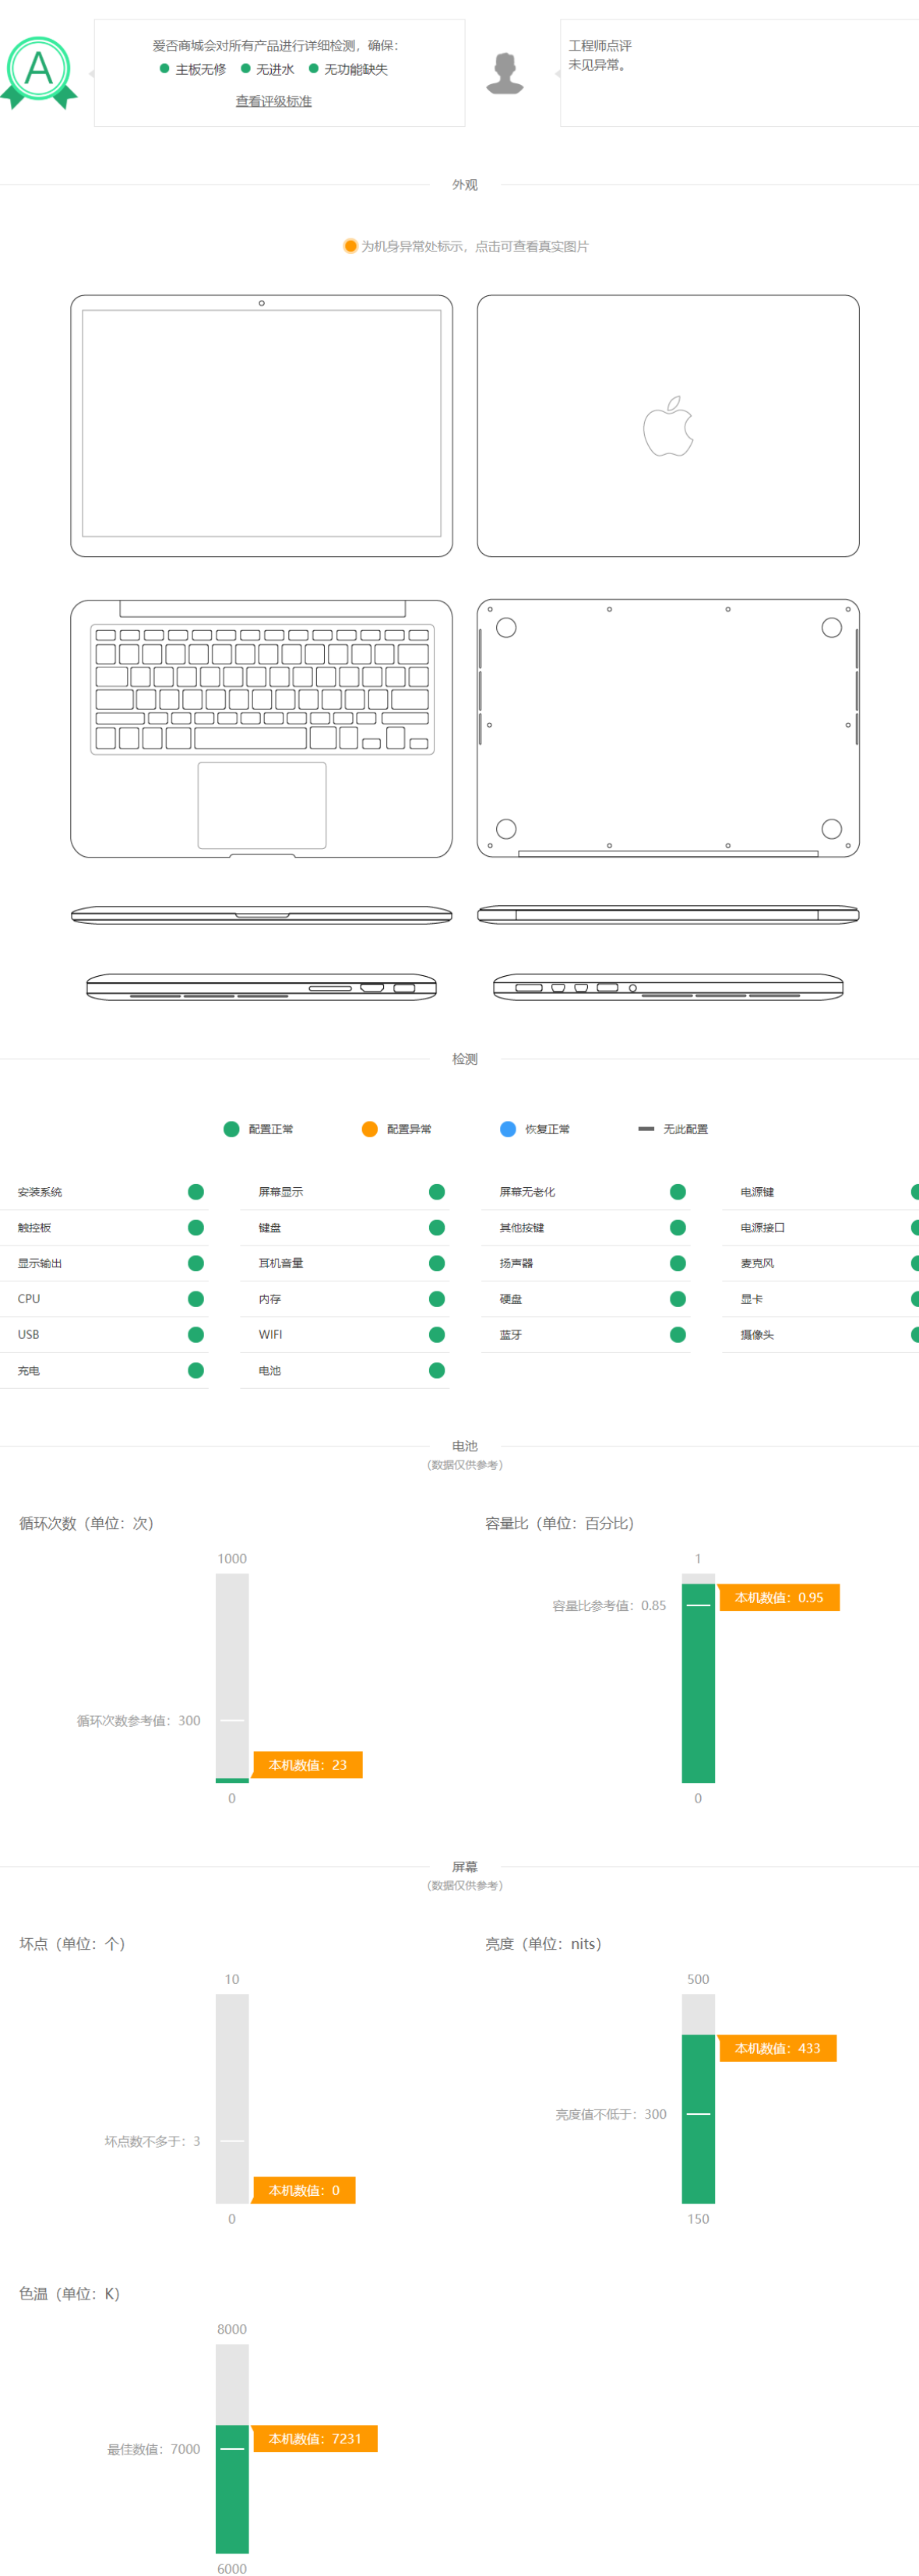 A
爱否商城会对所有产品进行详细检测，确保：
主板无修 无进水 无功能缺失
查看评级标准
工程师点评
未见异常。
外观
为机身异常处标示，点击可查看真实图片
检测
配置正常 配置异常 恢复正常 无此配置
安装系统 屏幕显示 屏幕无老化 电源键
触控板 键盘 其他按键 电源接口
显示输出 耳机音量 扬声器 麦克风
CPU 内存 硬盘 显卡
USB WIFI 蓝牙 摄像头
充电 电池
电池
（数据仅供参考）
循环次数（单位：次）
1000
循环次数参考值：300
本机数值：23
0
容量比（单位：百分比）
1
本机数值：0.95
容量比参考值：0.85
0
屏幕
（数据仅供参考）
坏点（单位：个）
10
坏点数不多于：3
本机数值：0
0
亮度（单位：nits）
500
本机数值：433
亮度值不低于：300
150
色温（单位：K）
8000
本机数值：7231
最佳数值：7000
6000